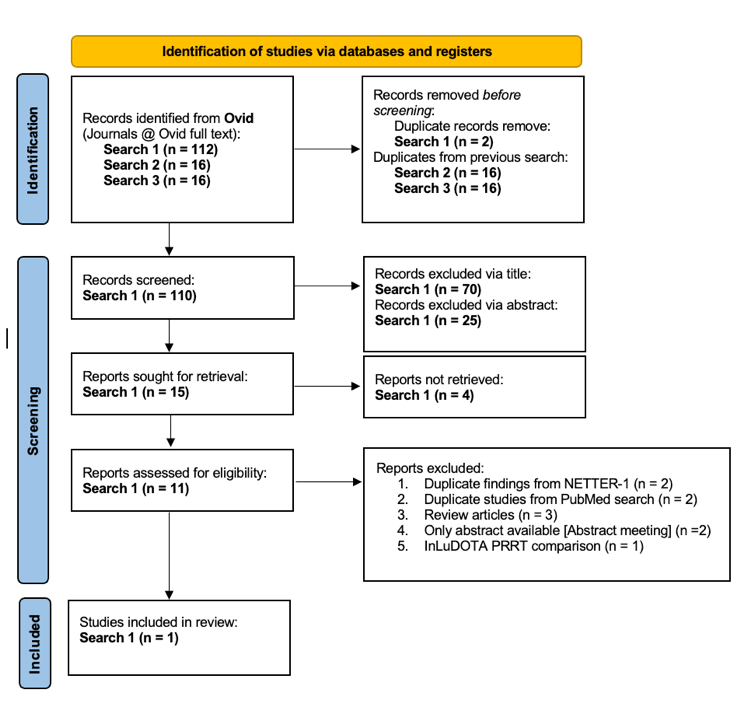 Identification of studies via databases and registers
Identification
Records identified from Ovid
(Journals @ Ovid full text):
Search 1 (n = 112)
Search 2 (n = 16)
Search 3 (n = 16)
Records removed before
screening:
Duplicate records remove:
Search 1 (n = 2)
Duplicates from previous search:
Search 2 (n = 16)
Search 3 (n = 16)
Screening
Records screened:
Search 1 (n = 110)
Records excluded via title:
Search 1 (n = 70)
Records excluded via abstract:
Search 1 (n = 25)
Reports sought for retrieval:
Search 1 (n = 15)
Reports not retrieved:
Search 1 (n = 4)
Reports assessed for eligibility:
Search 1 (n = 11)
Reports excluded:
1. Duplicate findings from NETTER-1 (n = 2)
2. Duplicate studies from PubMed search (n = 2)
3. Review articles (n = 3)
4. Only abstract available [Abstract meeting] (n =2)
5. InLuDOTA PRRT comparison (n = 1)
Included
Studies included in review:
Search 1 (n = 1)